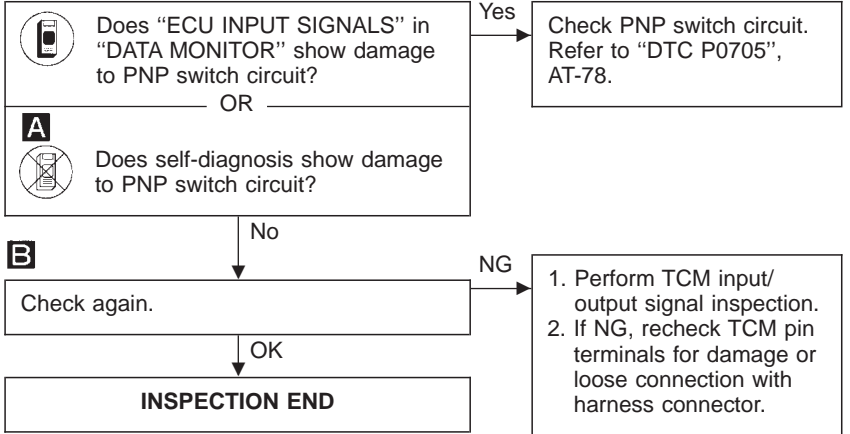 Does “ECU INPUT SIGNALS” in
“DATA MONITOR” show damage
to PNP switch circuit?
OR
A
Does self-diagnosis show damage
to PNP switch circuit?
Yes
Check PNP switch circuit.
Refer to “DTC P0705”,
AT-78.
No
B
Check again.
NG
1. Perform TCM input/
output signal inspection.
2. If NG, recheck TCM pin
terminals for damage or
loose connection with
harness connector.
OK
INSPECTION END